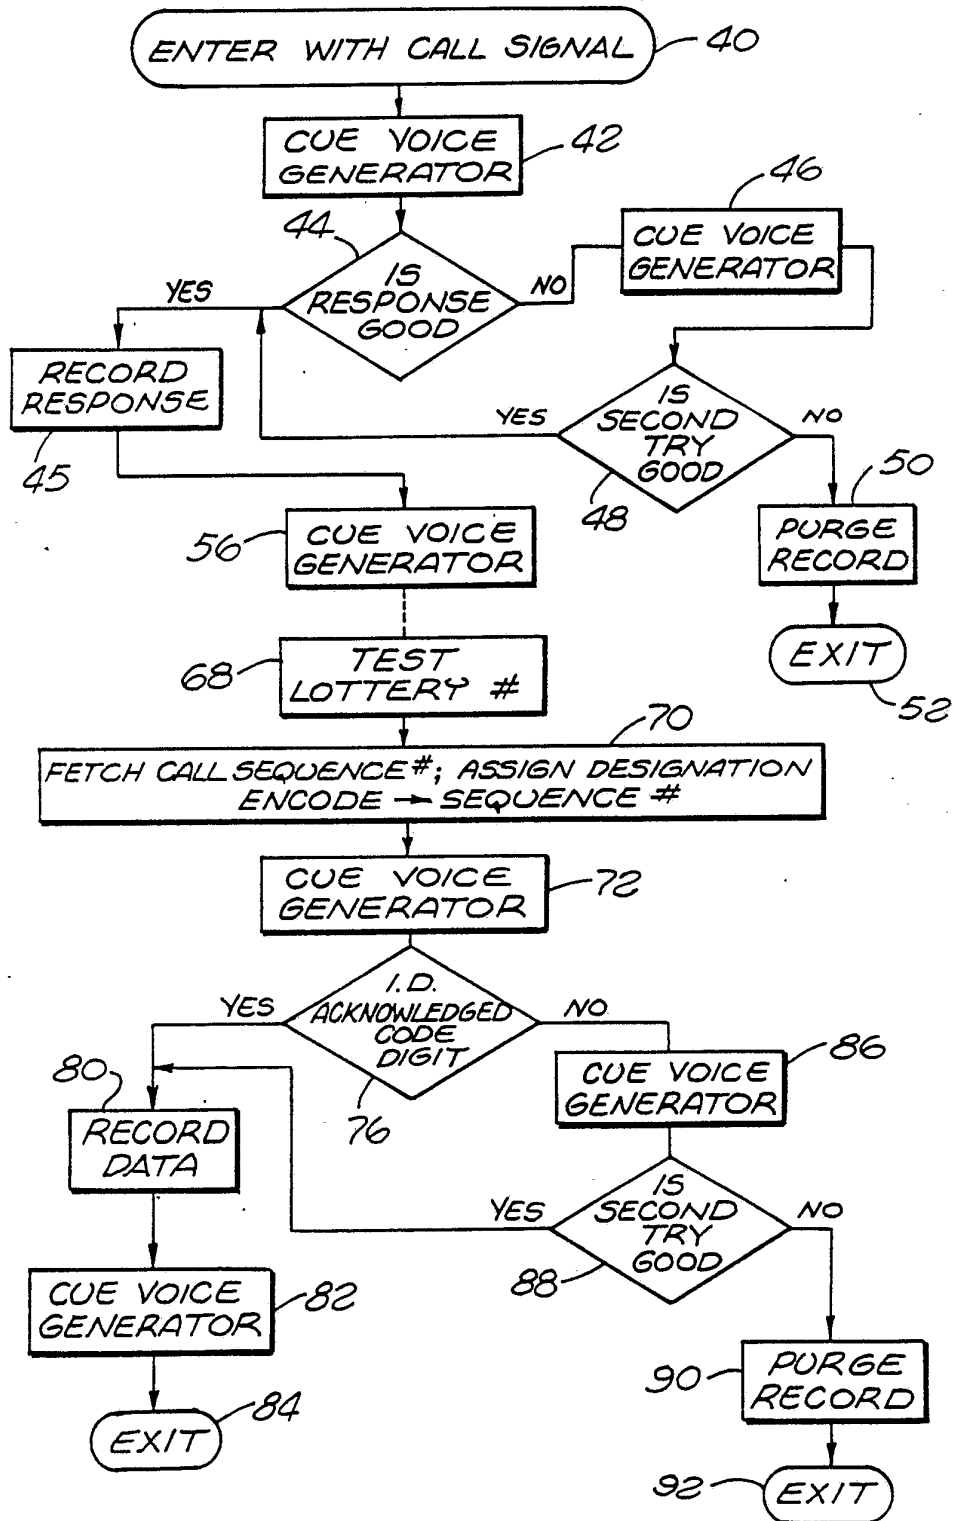 ENTER WITH CALL SIGNAL
40
CUE VOICE
GENERATOR
42
44
IS
RESPONSE
GOOD
YES
NO
46
CUE VOICE
GENERATOR
RECORD
RESPONSE
45
IS
SECOND
TRY
GOOD
YES
NO
48
50
PURGE
RECORD
EXIT
52
56
CUE VOICE
GENERATOR
68
TEST
LOTTERY #
70
FETCH CALL SEQUENCE #; ASSIGN DESIGNATION
ENCODE → SEQUENCE #
CUE VOICE
GENERATOR
72
I.D.
ACKNOWLEDGED
CODE
DIGIT
YES
NO
76
80
RECORD
DATA
86
CUE VOICE
GENERATOR
IS
SECOND
TRY
GOOD
YES
NO
88
CUE VOICE
GENERATOR
82
EXIT
84
90
PURGE
RECORD
92
EXIT